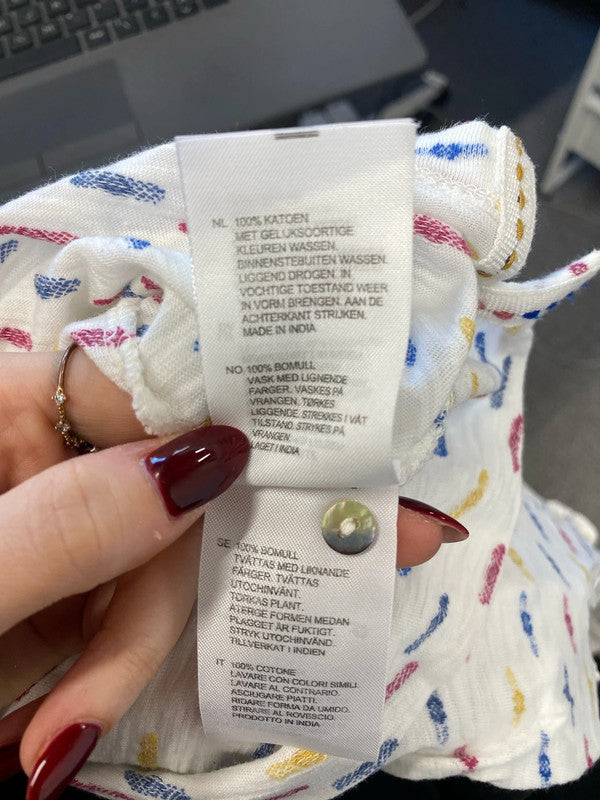 NL 100% KATOEN
MET GELIJKSOORTIGE
KLEUREN WASSEN.
BINNENSTEBUITEN WASSEN.
LIGGEND DROGEN. IN
VOCHTIGE TOESTAND WEER
IN VORM BRENGEN. AAN DE
ACHTERKANT STRIJKEN.
MADE IN INDIA
NO 100% BOMULL
VASK MED LIGNENDE
FARGER. VASKES PÅ
VRANGEN. TØRKES
LIGGENDE. STREKKES I VÅT
TILSTAND. STRYKES PÅ
VRANGEN.
LAGET I INDIA
SE 100% BOMULL
TVÄTTAS MED LIKNANDE
FÄRGER. TVÄTTAS
UTOCHINVÄNT.
TORKAS PLANT.
ÅTERGE FORMEN MEDAN
PLAGGET ÄR FUKTIGT.
STRYK UTOCHINVÄND.
TILLVERKAT I INDIEN
IT 100% COTONE
LAVARE CON COLORI SIMILI.
LAVARE AL CONTRARIO.
ASCIUGARE PIATTI.
RIDARE FORMA DA UMIDO.
STIRARE AL ROVESCIO.
PRODOTTO IN INDIA